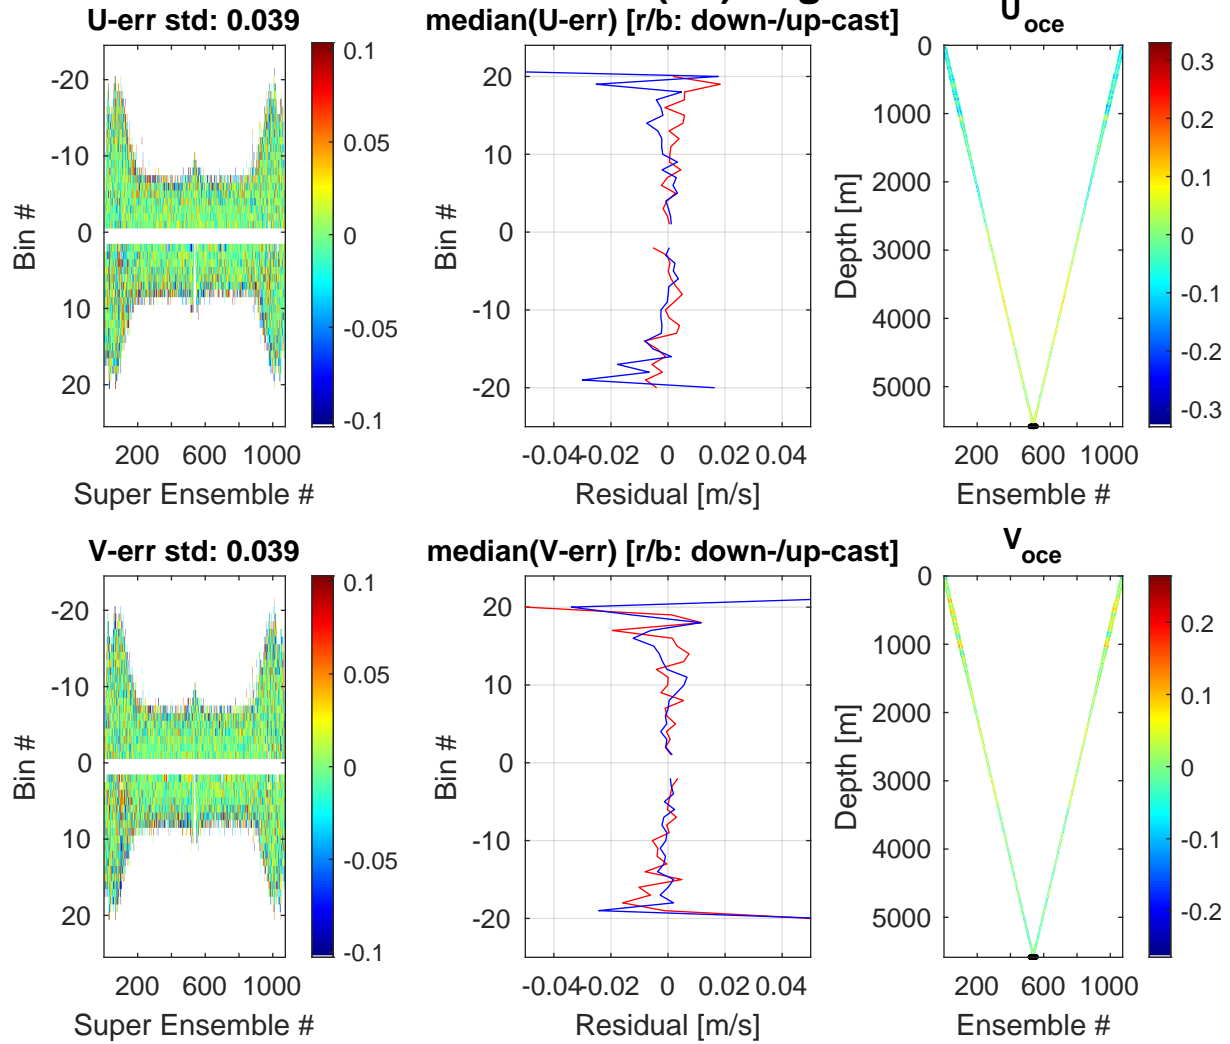 U-err std: 0.039
median(U-err) [r/b: down-/up-cast]
U_oce
-20
-10
0
10
20
Bin #
200 600 1000
Super Ensemble #
0.1
0.05
0
-0.05
-0.1
20
10
0
-10
-20
Bin #
-0.04 -0.02 0 0.02 0.04
Residual [m/s]
0
1000
2000
3000
4000
5000
Depth [m]
200 600 1000
Ensemble #
0.3
0.2
0.1
0
-0.1
-0.2
-0.3
V-err std: 0.039
median(V-err) [r/b: down-/up-cast]
V_oce
-20
-10
0
10
20
Bin #
200 600 1000
Super Ensemble #
0.1
0.05
0
-0.05
-0.1
20
10
0
-10
-20
Bin #
-0.04 -0.02 0 0.02 0.04
Residual [m/s]
0
1000
2000
3000
4000
5000
Depth [m]
200 600 1000
Ensemble #
0.2
0.1
0
-0.1
-0.2